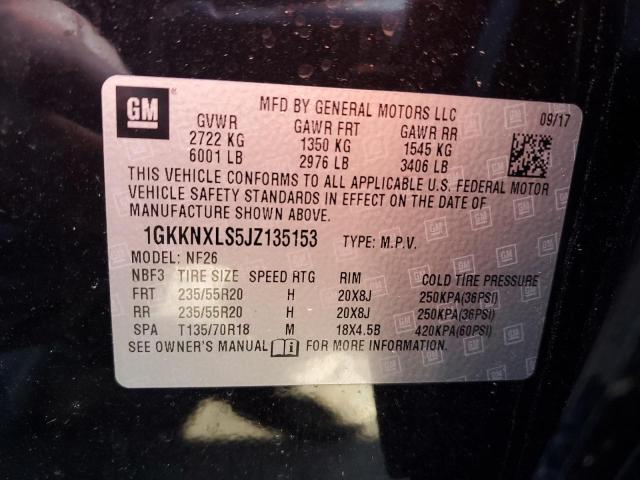 GM
MFD BY GENERAL MOTORS LLC 09/17
GVWR GAWR FRT GAWR RR
2722 KG 1350 KG 1545 KG
6001 LB 2976 LB 3406 LB
THIS VEHICLE CONFORMS TO ALL APPLICABLE U.S. FEDERAL MOTOR
VEHICLE SAFETY STANDARDS IN EFFECT ON THE DATE OF
MANUFACTURE SHOWN ABOVE.
1GKKNXLS5JZ135153 TYPE: M.P.V.
MODEL: NF26
NBF3 TIRE SIZE SPEED RTG RIM COLD TIRE PRESSURE
FRT 235/55R20 H 20X8J 250KPA(36PSI)
RR 235/55R20 H 20X8J 250KPA(36PSI)
SPA T135/70R18 M 18X4.5B 420KPA(60PSI)
SEE OWNER'S MANUAL FOR MORE INFORMATION.